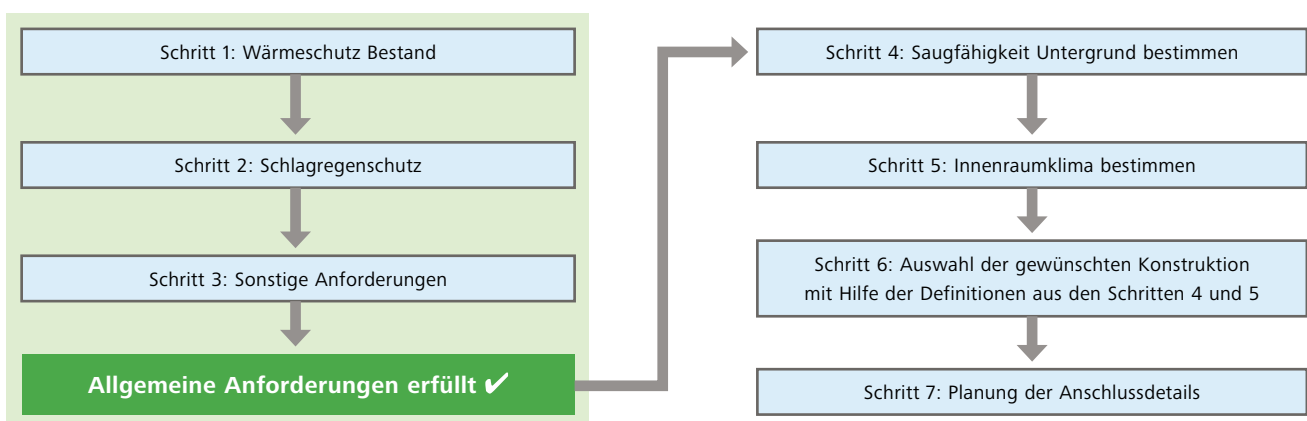 Schritt 1: Wärmeschutz Bestand
Schritt 2: Schlagregenschutz
Schritt 3: Sonstige Anforderungen
Allgemeine Anforderungen erfüllt ✔
Schritt 4: Saugfähigkeit Untergrund bestimmen
Schritt 5: Innenraumklima bestimmen
Schritt 6: Auswahl der gewünschten Konstruktion
mit Hilfe der Definitionen aus den Schritten 4 und 5
Schritt 7: Planung der Anschlussdetails